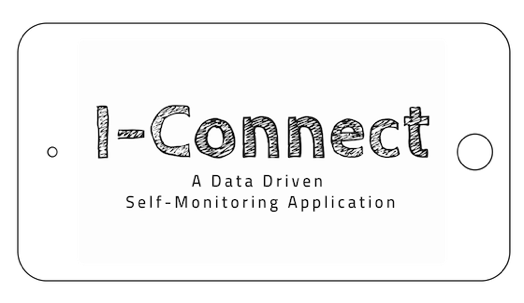 I-Connect
A Data Driven
Self-Monitoring Application